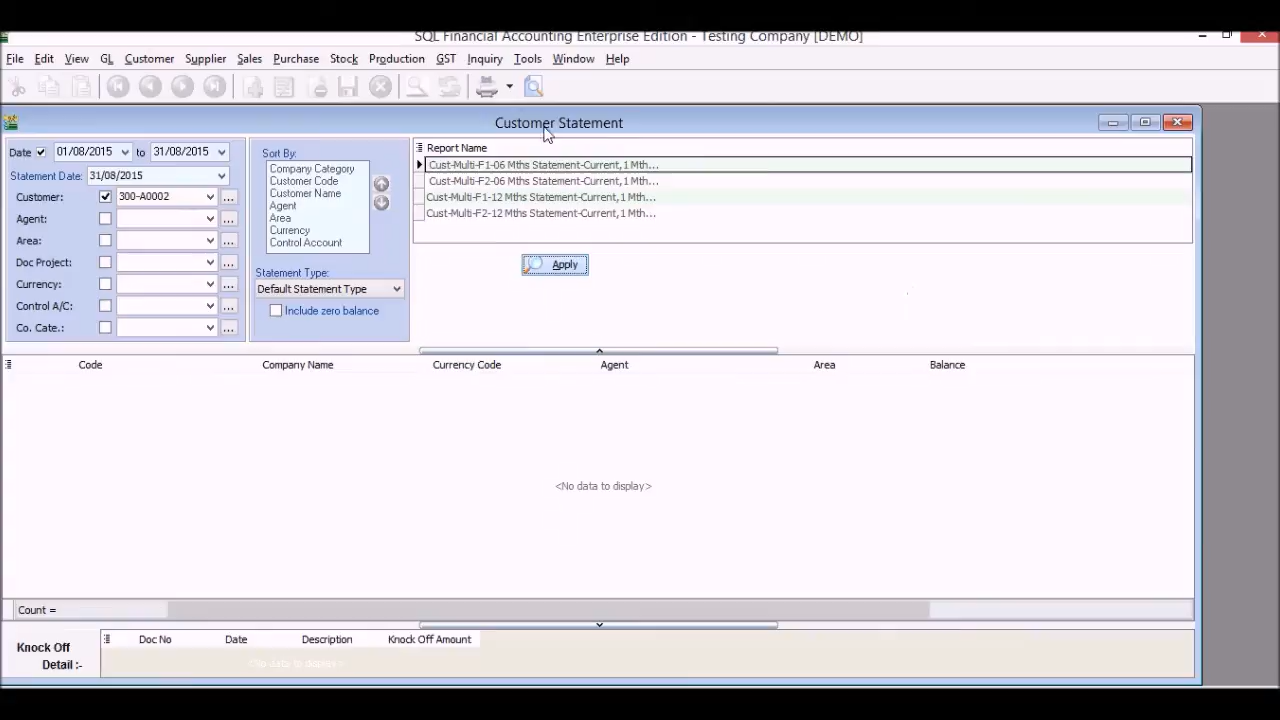 SQL Financial Accounting Enterprise Edition - Testing Company [DEMO]
File Edit View GL Customer Supplier Sales Purchase Stock Production GST Inquiry Tools Window Help
Customer Statement
Date 01/08/2015 to 31/08/2015
Statement Date: 31/08/2015
Customer: 300-A0002 ...
Agent: ...
Area: ...
Doc Project: ...
Currency: ...
Control A/C: ...
Co. Cate.: ...
Sort By:
Company Category
Customer Code
Customer Name
Agent
Area
Currency
Control Account
Statement Type:
Default Statement Type
Include zero balance
Report Name
Cust-Multi-F1-06 Mths Statement-Current,1 Mth...
Cust-Multi-F2-06 Mths Statement-Current,1 Mth...
Cust-Multi-F1-12 Mths Statement-Current,1 Mth...
Cust-Multi-F2-12 Mths Statement-Current,1 Mth...
Apply
Code Company Name Currency Code Agent Area Balance
<No data to display>
Count =
Knock Off
Detail :-
Doc No Date Description Knock Off Amount
<No data to display>